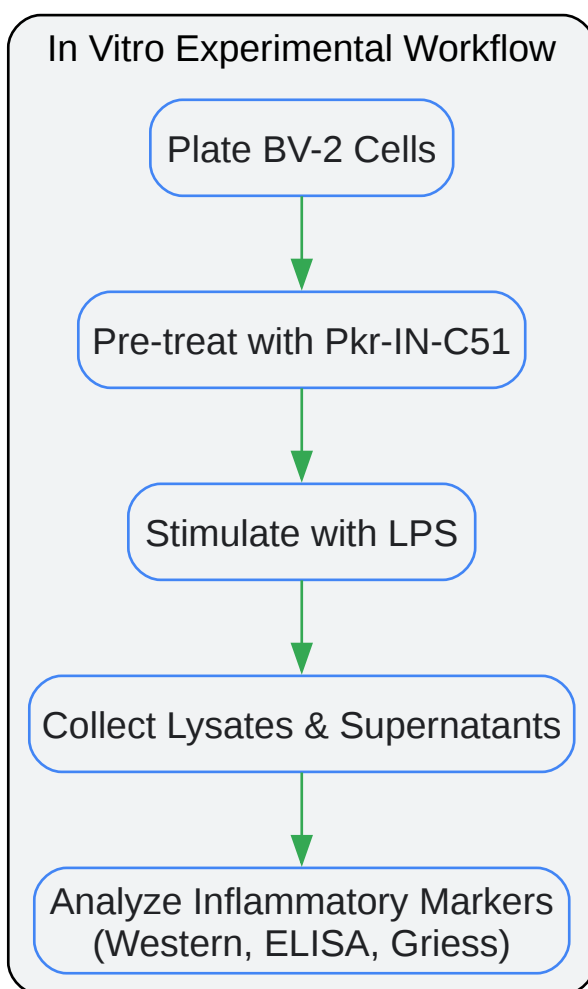 In Vitro Experimental Workflow
Plate BV-2 Cells
Pre-treat with Pkr-IN-C51
Stimulate with LPS
Collect Lysates & Supernatants
Analyze Inflammatory Markers
(Western, ELISA, Griess)